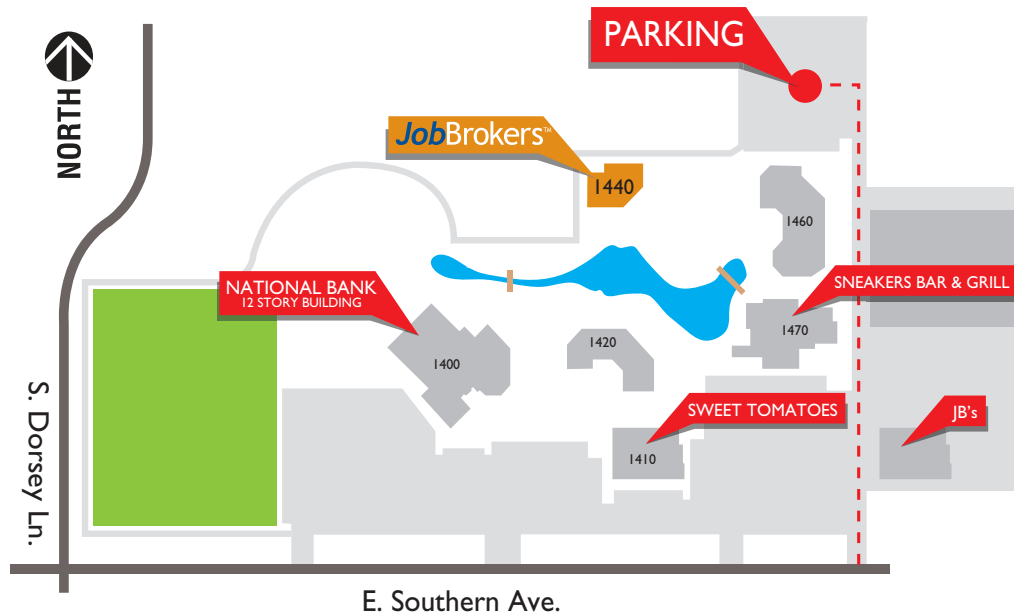 PARKING
NORTH
JobBrokers™
1440
1460
NATIONAL BANK
12 STORY BUILDING
SNEAKERS BAR & GRILL
1470
1420
1400
S. Dorsey Ln.
SWEET TOMATOES
JB's
1410
E. Southern Ave.